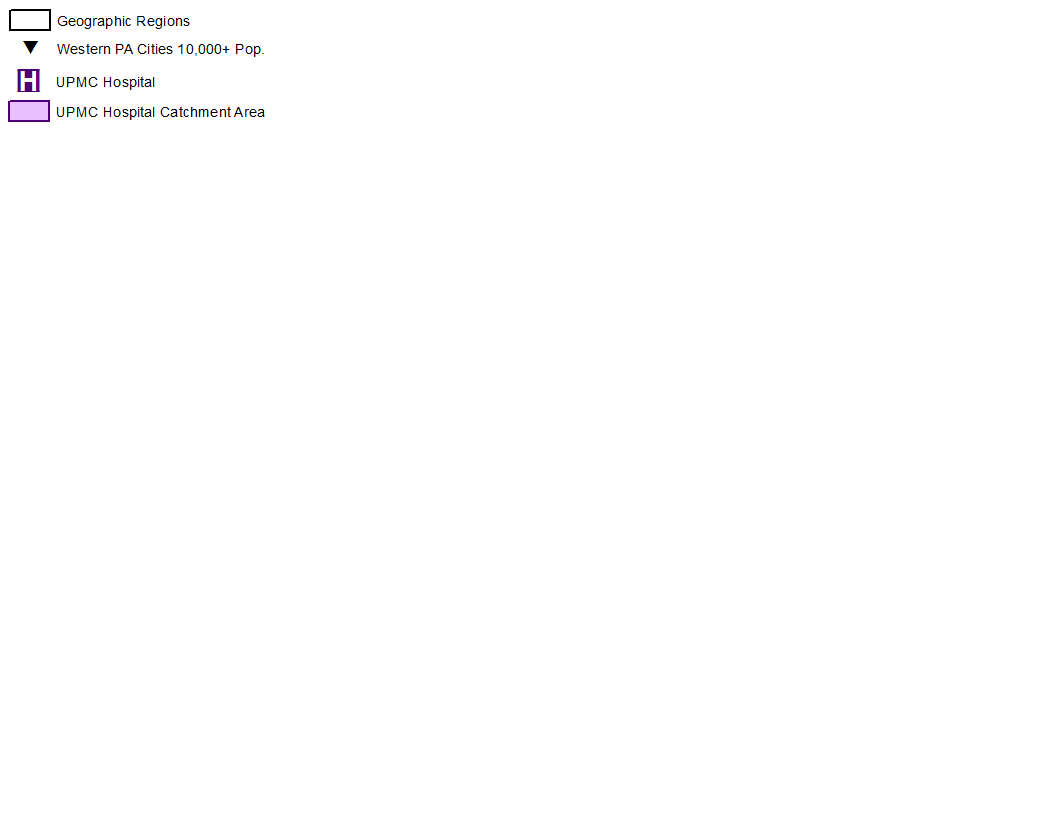 Geographic Regions
Western PA Cities 10,000+ Pop.
H UPMC Hospital
UPMC Hospital Catchment Area